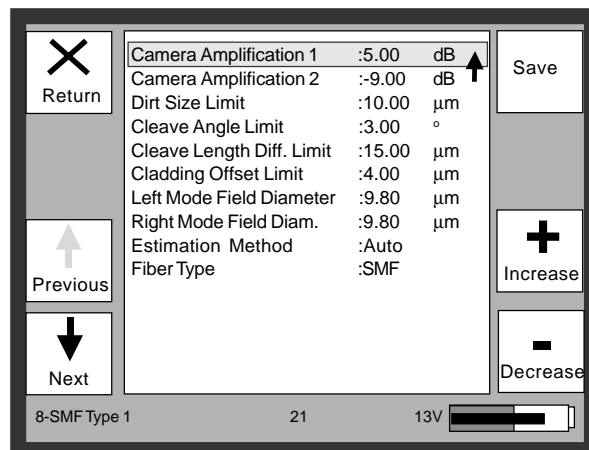 Return
Previous
Next
Camera Amplification 1 :5.00 dB
Camera Amplification 2 :-9.00 dB
Dirt Size Limit :10.00 µm
Cleave Angle Limit :3.00 °
Cleave Length Diff. Limit :15.00 µm
Cladding Offset Limit :4.00 µm
Left Mode Field Diameter :9.80 µm
Right Mode Field Diam. :9.80 µm
Estimation Method :Auto
Fiber Type :SMF
Save
+
Increase
-
Decrease
8-SMF Type 1 21 13V